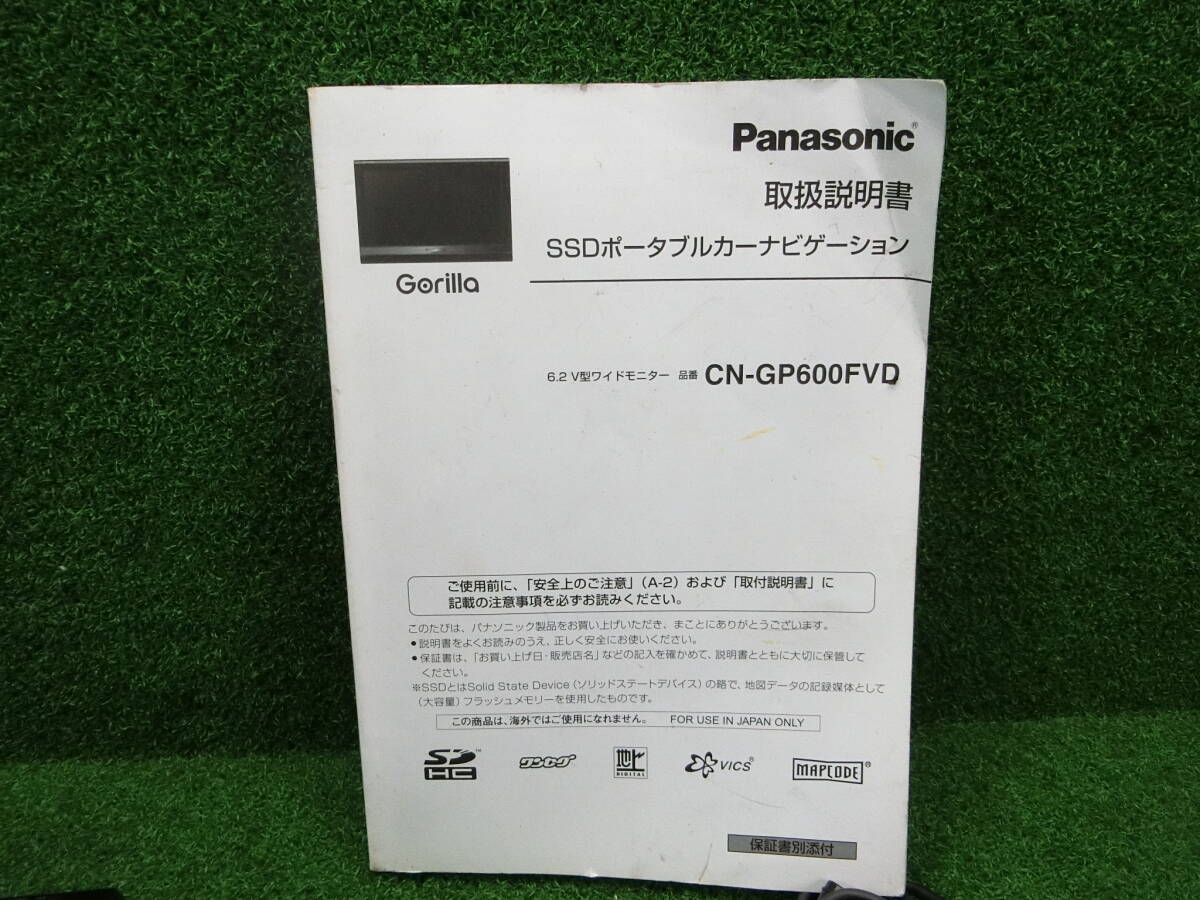 Panasonic®
取扱説明書
SSDポータブルカーナビゲーション
Gorilla
6.2 V型ワイドモニター 品番 CN-GP600FVD
ご使用前に、「安全上のご注意」（A-2）および「取付説明書」に
記載の注意事項を必ずお読みください。
このたびは、パナソニック製品をお買い上げいただき、まことにありがとうございます。
●説明書をよくお読みのうえ、正しく安全にお使いください。
●保証書は、「お買い上げ日・販売店名」などの記入を確かめて、説明書とともに大切に保管して
ください。
※SSDとはSolid State Device（ソリッドステートデバイス）の略で、地図データの記録媒体として
（大容量）フラッシュメモリーを使用したものです。
この商品は、海外ではご使用になれません。 FOR USE IN JAPAN ONLY
SD HC™ ワンセグ 地上 DIGITAL VICS® MAPCODE®
保証書別添付